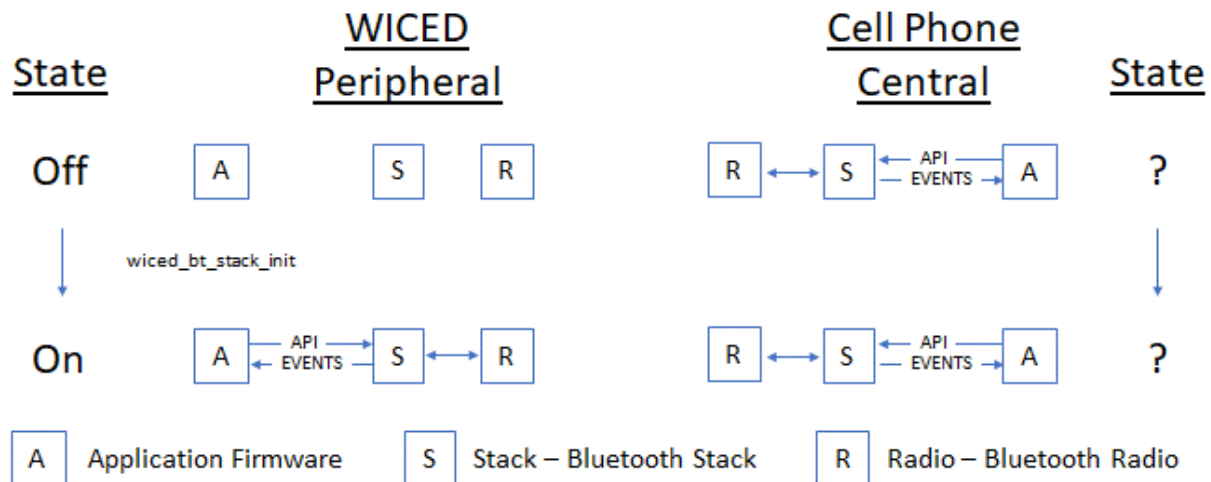 WICED
Peripheral
Cell Phone
Central
State
State
Off
A
S
R
R
S
API
EVENTS
A
?
wiced_bt_stack_init
On
A
API
EVENTS
S
R
R
S
API
EVENTS
A
?
A Application Firmware
S Stack – Bluetooth Stack
R Radio – Bluetooth Radio